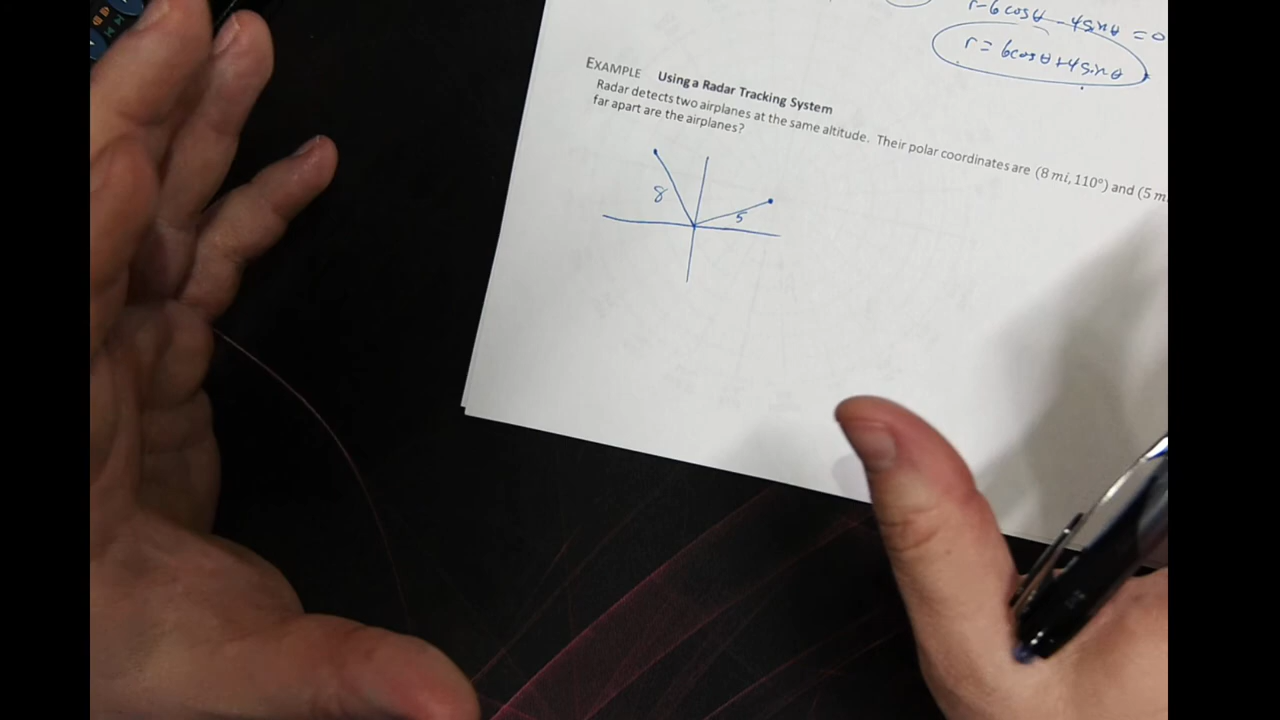 r-6cosθ-4sinθ=0
r=6cosθ+4sinθ
EXAMPLE Using a Radar Tracking System
Radar detects two airplanes at the same altitude. Their polar coordinates are (8 mi, 110°) and (5 m
far apart are the airplanes?
8
5